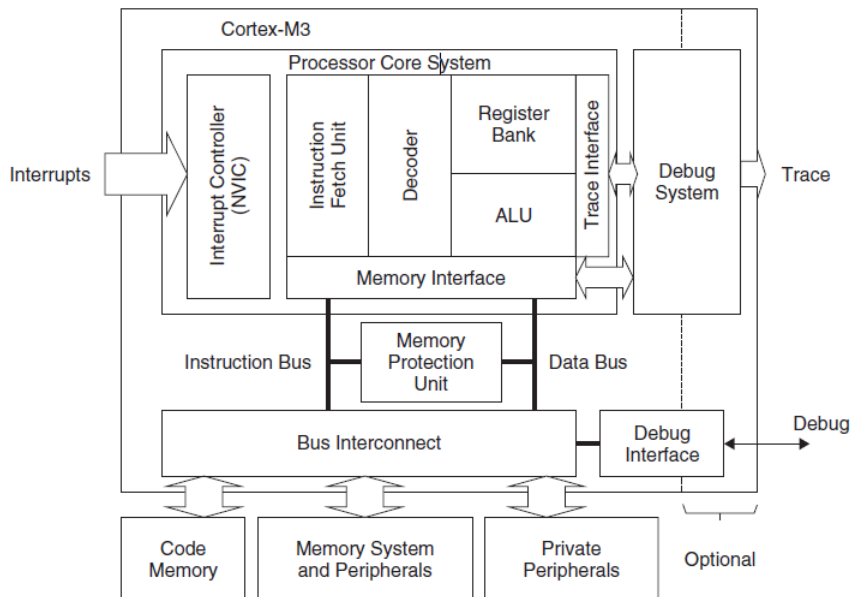 Cortex-M3
Processor Core System
Interrupts
Interrupt Controller
(NVIC)
Instruction
Fetch Unit
Decoder
Register
Bank
ALU
Trace Interface
Memory Interface
Debug
System
Trace
Instruction Bus
Memory
Protection
Unit
Data Bus
Bus Interconnect
Debug
Interface
Debug
Code
Memory
Memory System
and Peripherals
Private
Peripherals
Optional